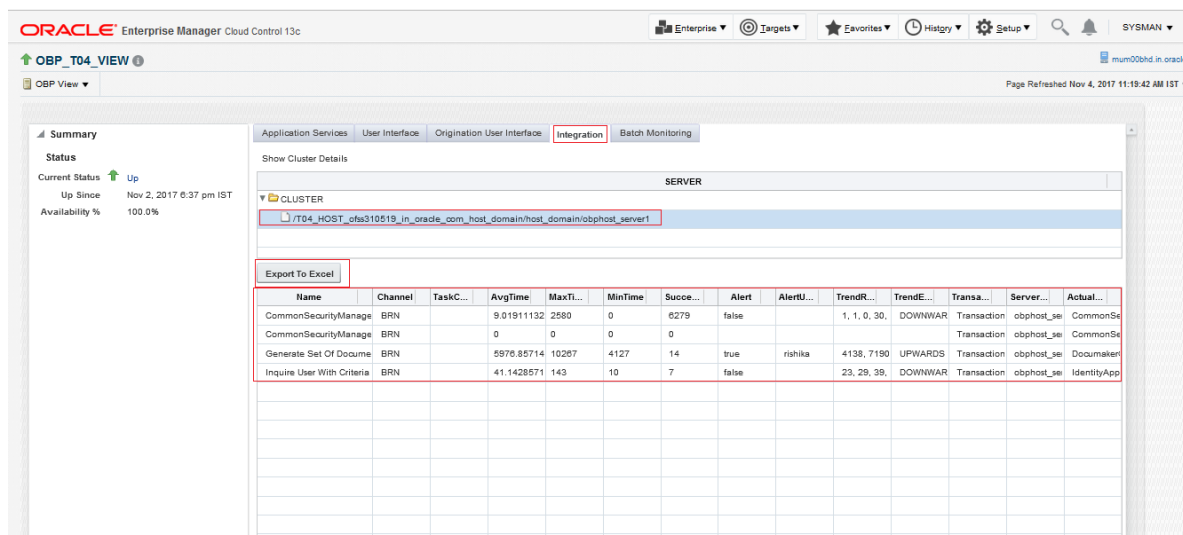 ORACLE Enterprise Manager Cloud Control 13c Enterprise Targets Favorites History Setup SYSMAN
OBP_T04_VIEW mum00bhd.in.oracl
OBP View Page Refreshed Nov 4, 2017 11:19:42 AM IST
Summary
Status
Current Status Up
Up Since Nov 2, 2017 6:37 pm IST
Availability % 100.0%
Application Services User Interface Origination User Interface Integration Batch Monitoring
Show Cluster Details
SERVER
CLUSTER
/T04_HOST_ofss310519_in_oracle_com_host_domain/host_domain/obphost_server1
Export To Excel
Name Channel TaskC... AvgTime MaxTi... MinTime Succe... Alert AlertU... TrendR... TrendE... Transa... Server... Actual...
CommonSecurityManage BRN 9.01911132 2580 0 6279 false 1, 1, 0, 30, DOWNWAR Transaction obphost_se CommonSe
CommonSecurityManage BRN 0 0 0 0 Transaction obphost_se CommonSe
Generate Set Of Docume BRN 5976.85714 10267 4127 14 true rishika 4138, 7190 UPWARDS Transaction obphost_se Documaker
Inquire User With Criteria BRN 41.1428571 143 10 7 false 23, 29, 39, DOWNWAR Transaction obphost_se IdentityApp